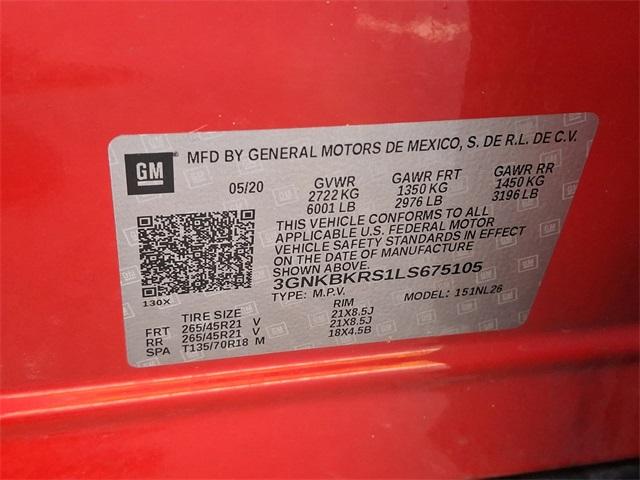 GM
MFD BY GENERAL MOTORS DE MEXICO, S. DE R.L. DE C.V.
05/20 GVWR GAWR FRT GAWR RR
2722 KG 1350 KG 1450 KG
6001 LB 2976 LB 3196 LB
THIS VEHICLE CONFORMS TO ALL
APPLICABLE U.S. FEDERAL MOTOR
VEHICLE SAFETY STANDARDS IN EFFECT
ON THE DATE OF MANUFACTURE
SHOWN ABOVE.
3GNKBKRS1LS675105
130X TYPE: M.P.V. MODEL: 151NL26
TIRE SIZE RIM
FRT 265/45R21 V 21X8.5J
RR 265/45R21 V 21X8.5J
SPA T135/70R18 M 18X4.5B